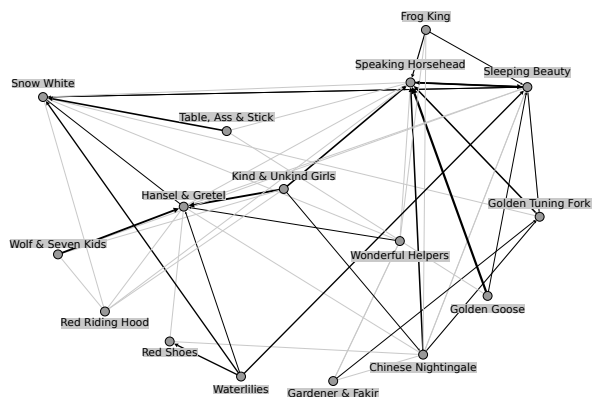 Frog King
Speaking Horsehead
Sleeping Beauty
Snow White
Table, Ass & Stick
Kind & Unkind Girls
Hansel & Gretel
Golden Tuning Fork
Wolf & Seven Kids
Wonderful Helpers
Golden Goose
Red Riding Hood
Red Shoes
Chinese Nightingale
Waterlilies
Gardener & Fakir